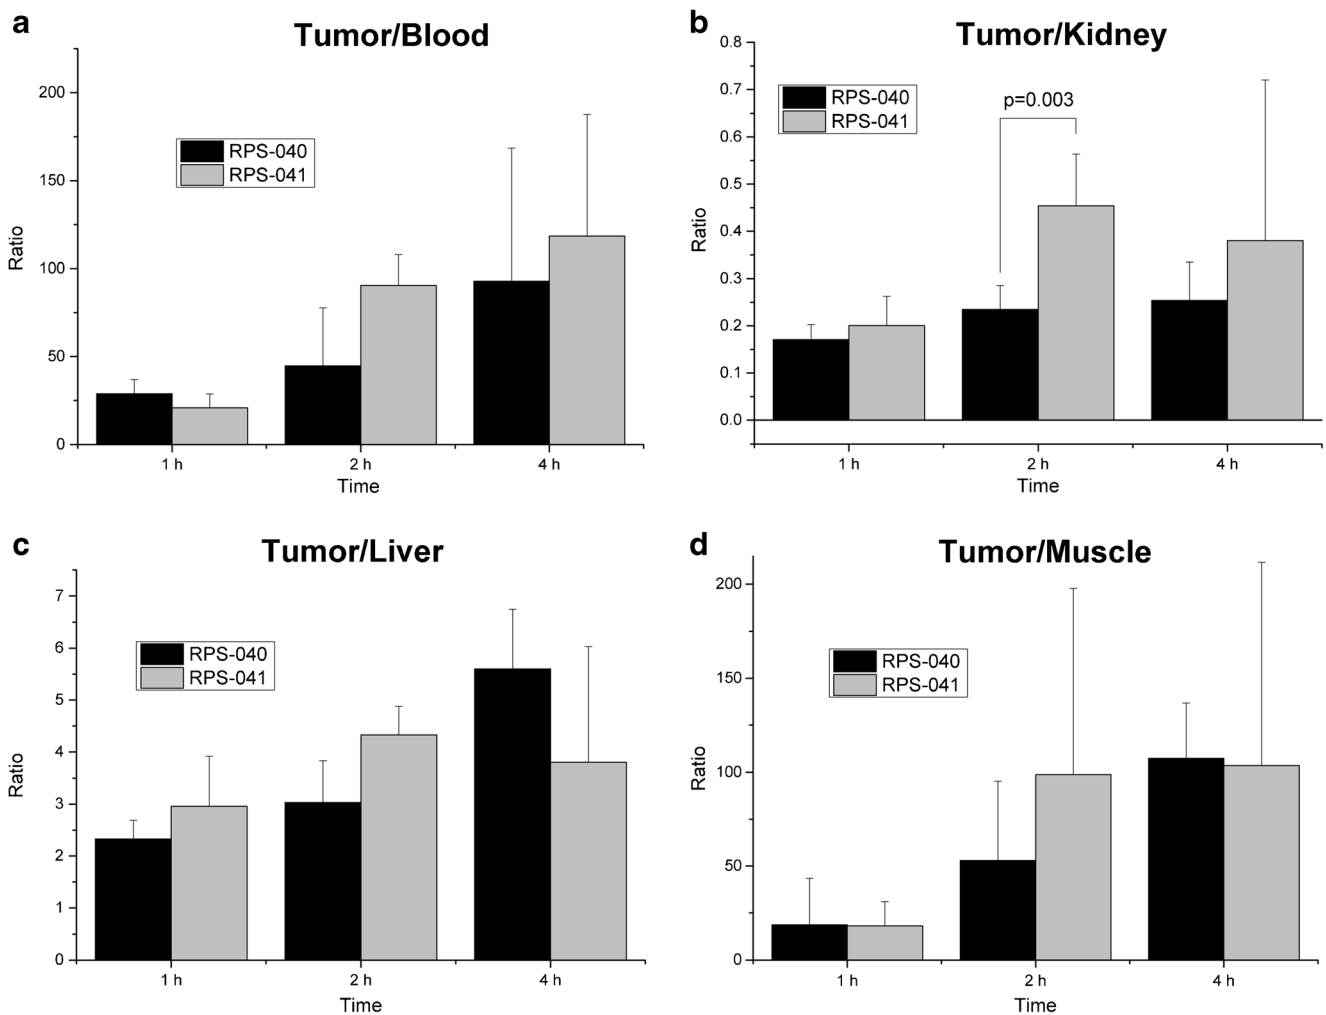 a
Tumor/Blood
200
150
100
50
0
Ratio
RPS-040
RPS-041
1 h
2 h
4 h
Time
b
Tumor/Kidney
0.8
0.7
0.6
0.5
0.4
0.3
0.2
0.1
0.0
Ratio
RPS-040
RPS-041
p=0.003
1 h
2 h
4 h
Time
c
Tumor/Liver
7
6
5
4
3
2
1
0
Ratio
RPS-040
RPS-041
1 h
2 h
4 h
Time
d
Tumor/Muscle
200
150
100
50
0
Ratio
RPS-040
RPS-041
1 h
2 h
4 h
Time